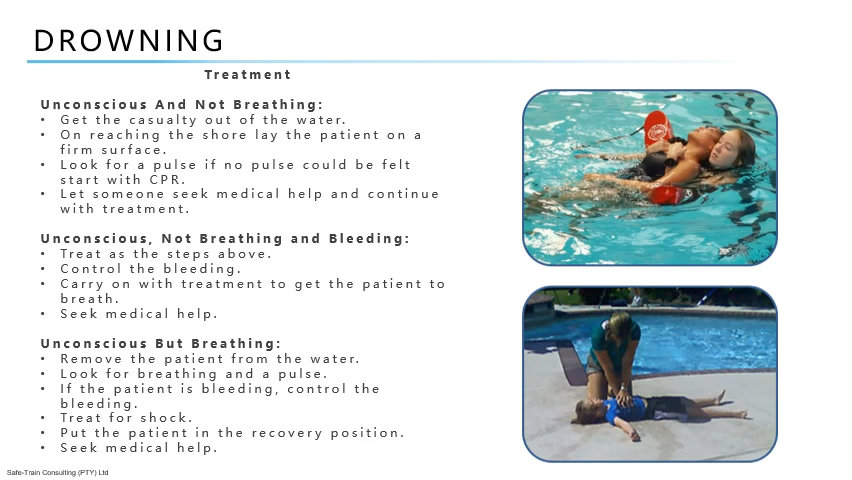 DROWNING
Treatment
Unconscious And Not Breathing:
• Get the casualty out of the water.
• On reaching the shore lay the patient on a
firm surface.
• Look for a pulse if no pulse could be felt
start with CPR.
• Let someone seek medical help and continue
with treatment.
Unconscious, Not Breathing and Bleeding:
• Treat as the steps above.
• Control the bleeding.
• Carry on with treatment to get the patient to
breath.
• Seek medical help.
Unconscious But Breathing:
• Remove the patient from the water.
• Look for breathing and a pulse.
• If the patient is bleeding, control the
bleeding.
• Treat for shock.
• Put the patient in the recovery position.
• Seek medical help.
Safe-Train Consulting (PTY) Ltd